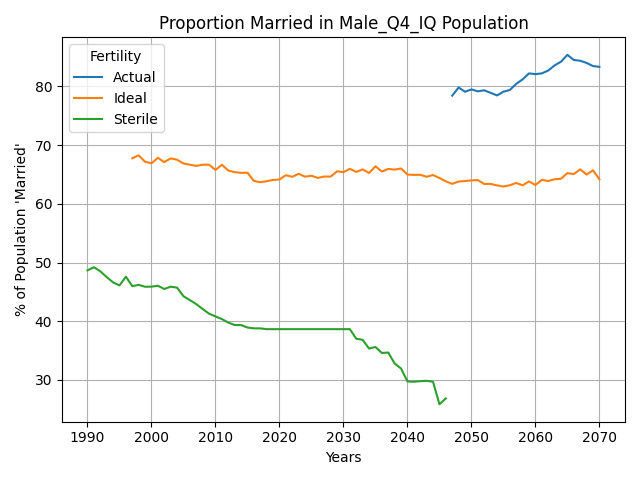 Proportion Married in Male_Q4_IQ Population
Fertility
Actual
Ideal
Sterile
% of Population 'Married'
80
70
60
50
40
30
1990 2000 2010 2020 2030 2040 2050 2060 2070
Years